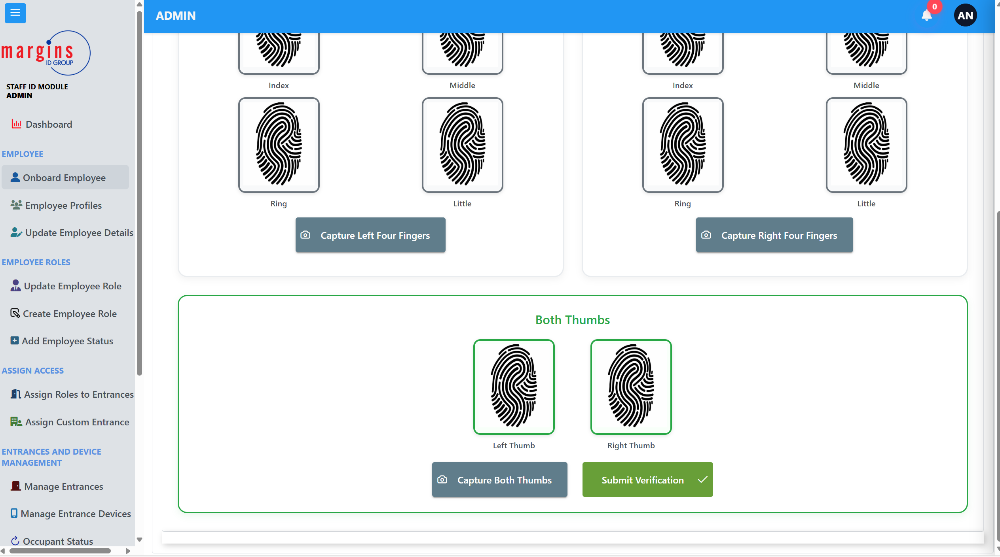 margins
ID GROUP
STAFF ID MODULE
ADMIN
Dashboard
EMPLOYEE
Onboard Employee
Employee Profiles
Update Employee Details
EMPLOYEE ROLES
Update Employee Role
Create Employee Role
Add Employee Status
ASSIGN ACCESS
Assign Roles to Entrances
Assign Custom Entrance
ENTRANCES AND DEVICE
MANAGEMENT
Manage Entrances
Manage Entrance Devices
Occupant Status
ADMIN
0
AN
Index
Middle
Ring
Little
Capture Left Four Fingers
Index
Middle
Ring
Little
Capture Right Four Fingers
Both Thumbs
Left Thumb
Right Thumb
Capture Both Thumbs
Submit Verification